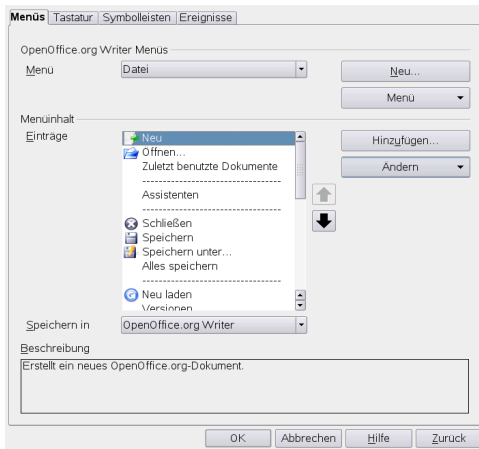 Menüs Tastatur Symbolleisten Ereignisse
OpenOffice.org Writer Menüs
Menü Datei Neu...
Menü
Menüinhalt
Einträge Neu Hinzufügen...
Öffnen... Ändern
Zuletzt benutzte Dokumente
----------------------------------
Assistenten
----------------------------------
Schließen
Speichern
Speichern unter...
Alles speichern
----------------------------------
Neu laden
Versionen
Speichern in OpenOffice.org Writer
Beschreibung
Erstellt ein neues OpenOffice.org-Dokument.
OK Abbrechen Hilfe Zurück